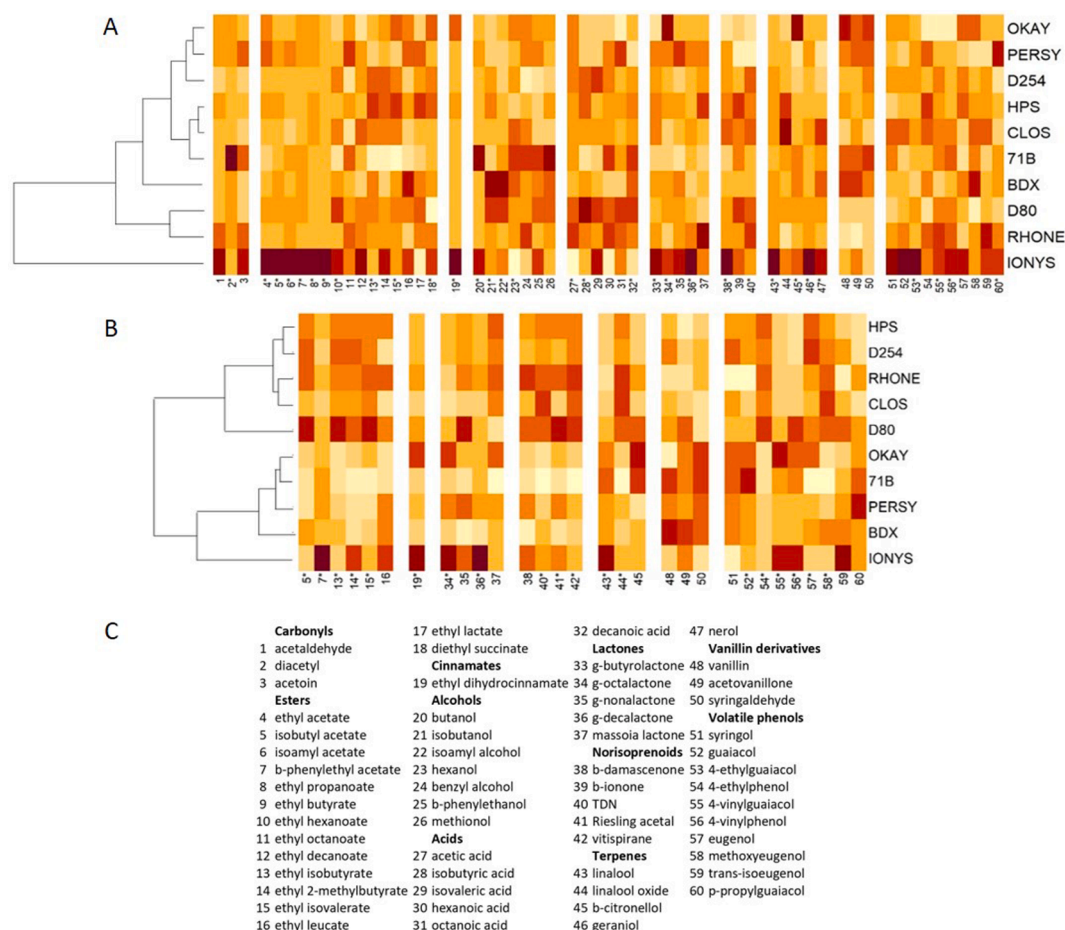 A
OKAY
PERSY
D254
HPS
CLOS
71B
BDX
D80
RHONE
IONYS
1 2* 3 4* 5* 6* 7* 8* 9* 10* 11 12 13* 14 15* 16 17 18* 19* 20* 21* 22* 23* 24 25 26 27* 28* 29 30 31 32* 33* 34* 35 36* 37 38* 39 40* 43* 44 45* 46* 47* 48 49 50 51 52 53* 54 55* 56* 57 58 59 60*
B
HPS
D254
RHONE
CLOS
D80
OKAY
71B
PERSY
BDX
IONYS
5* 7* 13* 14* 15* 16 19* 34* 35 36* 37 38 40* 41* 42* 43* 44* 45 48 49 50 51 52* 54* 55* 56* 57* 58* 59 60
C
Carbonyls
1 acetaldehyde
2 diacetyl
3 acetoin
Esters
4 ethyl acetate
5 isobutyl acetate
6 isoamyl acetate
7 b-phenylethyl acetate
8 ethyl propanoate
9 ethyl butyrate
10 ethyl hexanoate
11 ethyl octanoate
12 ethyl decanoate
13 ethyl isobutyrate
14 ethyl 2-methylbutyrate
15 ethyl isovalerate
16 ethyl leucate
17 ethyl lactate
18 diethyl succinate
Cinnamates
19 ethyl dihydrocinnamate
Alcohols
20 butanol
21 isobutanol
22 isoamyl alcohol
23 hexanol
24 benzyl alcohol
25 b-phenylethanol
26 methionol
Acids
27 acetic acid
28 isobutyric acid
29 isovaleric acid
30 hexanoic acid
31 octanoic acid
32 decanoic acid
Lactones
33 g-butyrolactone
34 g-octalactone
35 g-nonalactone
36 g-decalactone
37 massoia lactone
Norisoprenoids
38 b-damascenone
39 b-ionone
40 TDN
41 Riesling acetal
42 vitispirane
Terpenes
43 linalool
44 linalool oxide
45 b-citronellol
46 geraniol
47 nerol
Vanillin derivatives
48 vanillin
49 acetovanillone
50 syringaldehyde
Volatile phenols
51 syringol
52 guaiacol
53 4-ethylguaiacol
54 4-ethylphenol
55 4-vinylguaiacol
56 4-vinylphenol
57 eugenol
58 methoxyeugenol
59 trans-isoeugenol
60 p-propylguaiacol